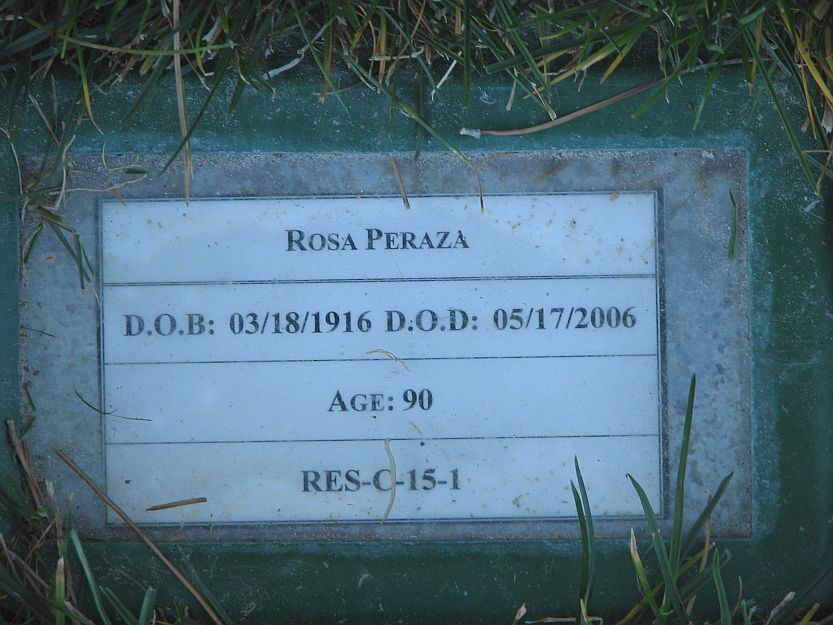 ROSA PERAZA
D.O.B: 03/18/1916 D.O.D: 05/17/2006
AGE: 90
RES-C-15-1